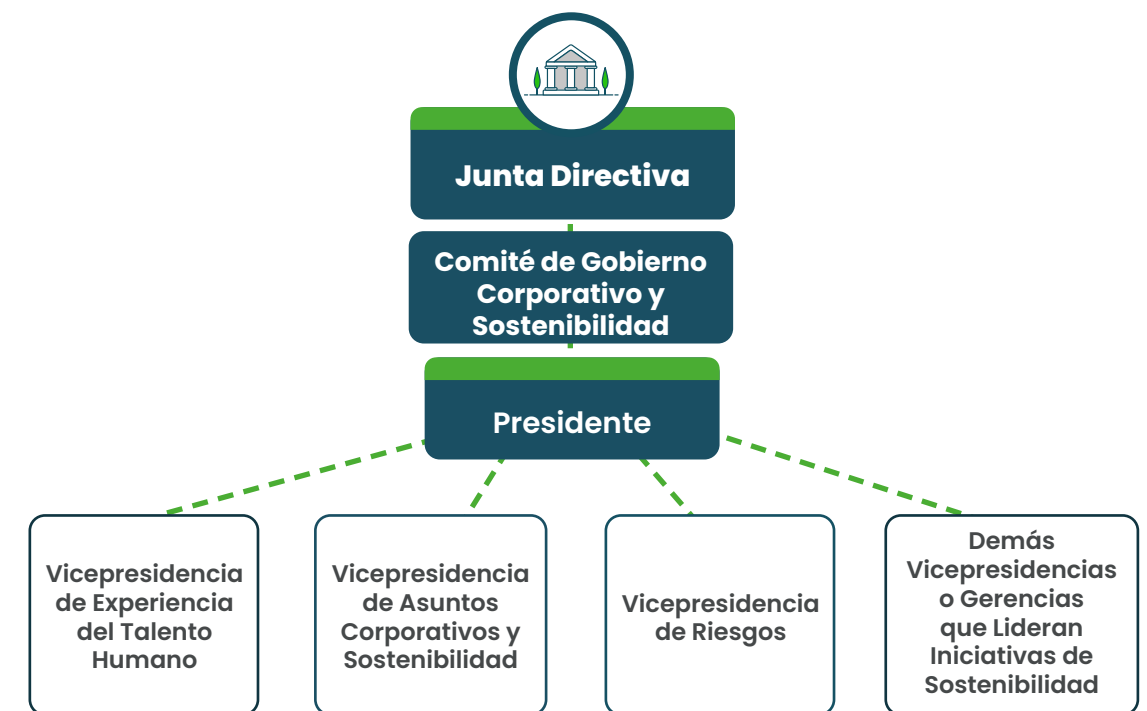 Junta Directiva
Comité de Gobierno
Corporativo y
Sostenibilidad
Presidente
Vicepresidencia
de Experiencia
del Talento
Humano
Vicepresidencia
de Asuntos
Corporativos y
Sostenibilidad
Vicepresidencia
de Riesgos
Demás
Vicepresidencias
o Gerencias
que Lideran
Iniciativas de
Sostenibilidad